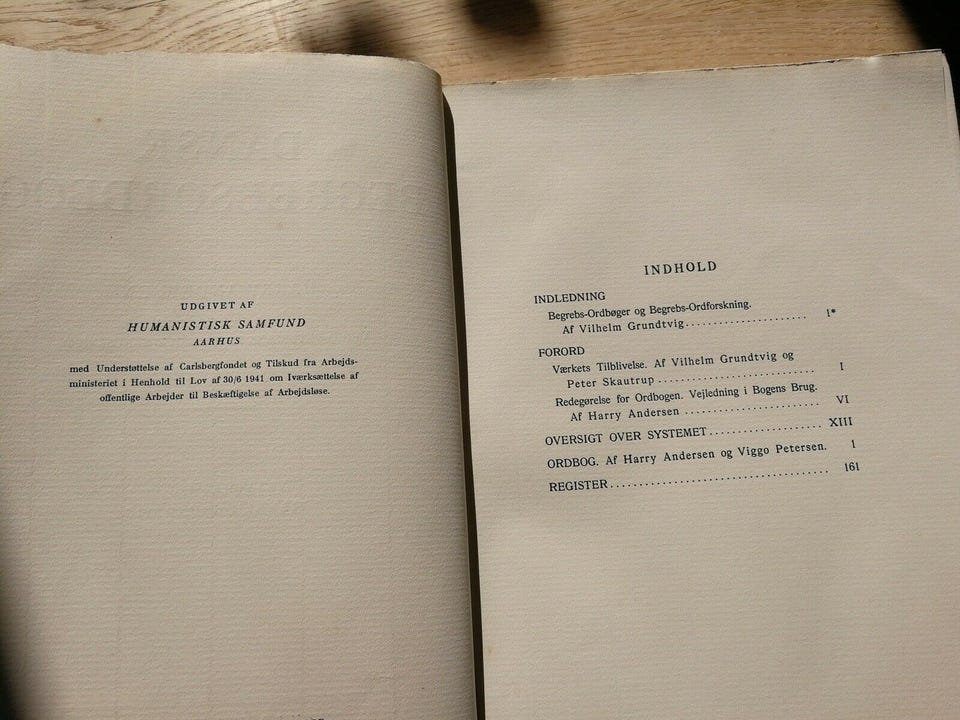 UDGIVET AF
HUMANISTISK SAMFUND
AARHUS
med Understøttelse af Carlsbergfondet og Tilskud fra Arbejds-
ministeriet i Henhold til Lov af 30/6 1941 om Iværksættelse af
offentlige Arbejder til Beskæftigelse af Arbejdsløse.
INDHOLD
INDLEDNING
Begrebs-Ordbøger og Begrebs-Ordforskning.
Af Vilhelm Grundtvig..................... I*
FORORD
Værkets Tilblivelse. Af Vilhelm Grundtvig og
Peter Skautrup ........................... I
Redegørelse for Ordbogen. Vejledning i Bogens Brug.
Af Harry Andersen ....................... VI
OVERSIGT OVER SYSTEMET.................... XIII
ORDBOG. Af Harry Andersen og Viggo Petersen. 1
REGISTER...................................... 161